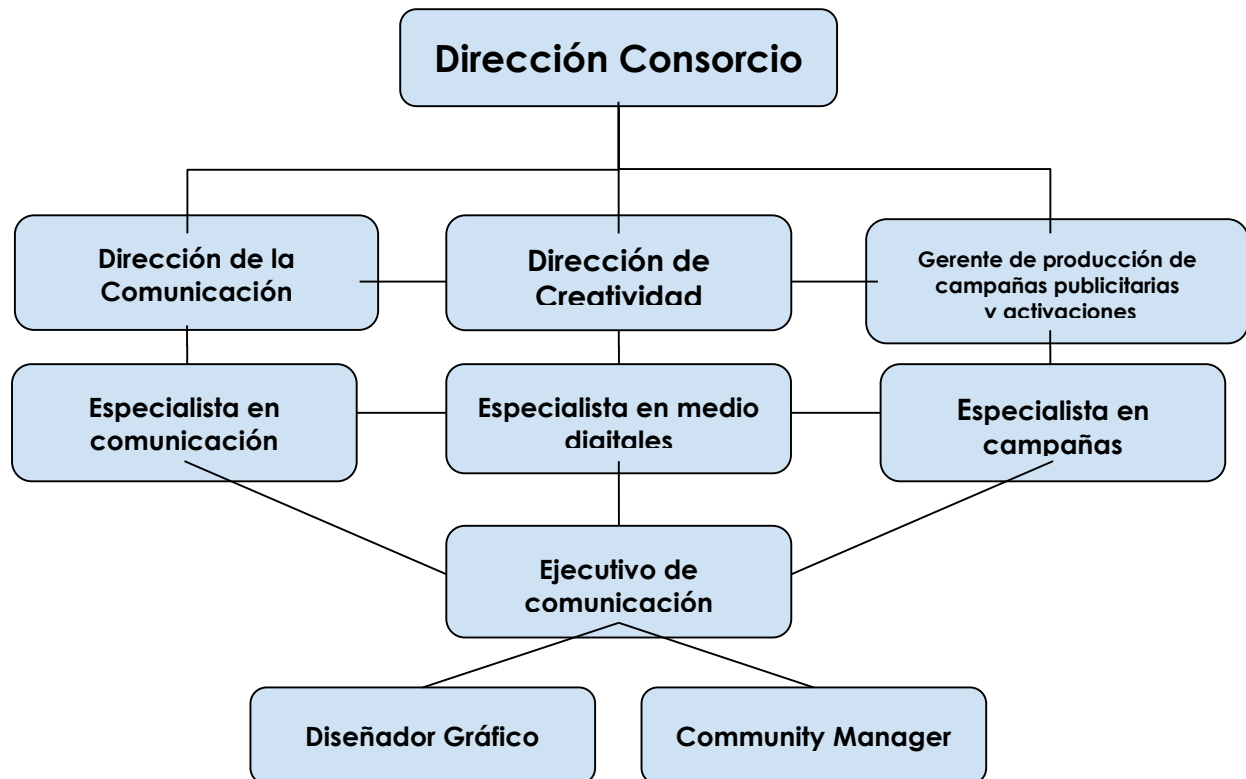 Dirección Consorcio
Dirección de la
Comunicación
Dirección de
Creatividad
Gerente de producción de
campañas publicitarias
y activaciones
Especialista en
comunicación
Especialista en medio
digitales
Especialista en
campañas
Ejecutivo de
comunicación
Diseñador Gráfico
Community Manager